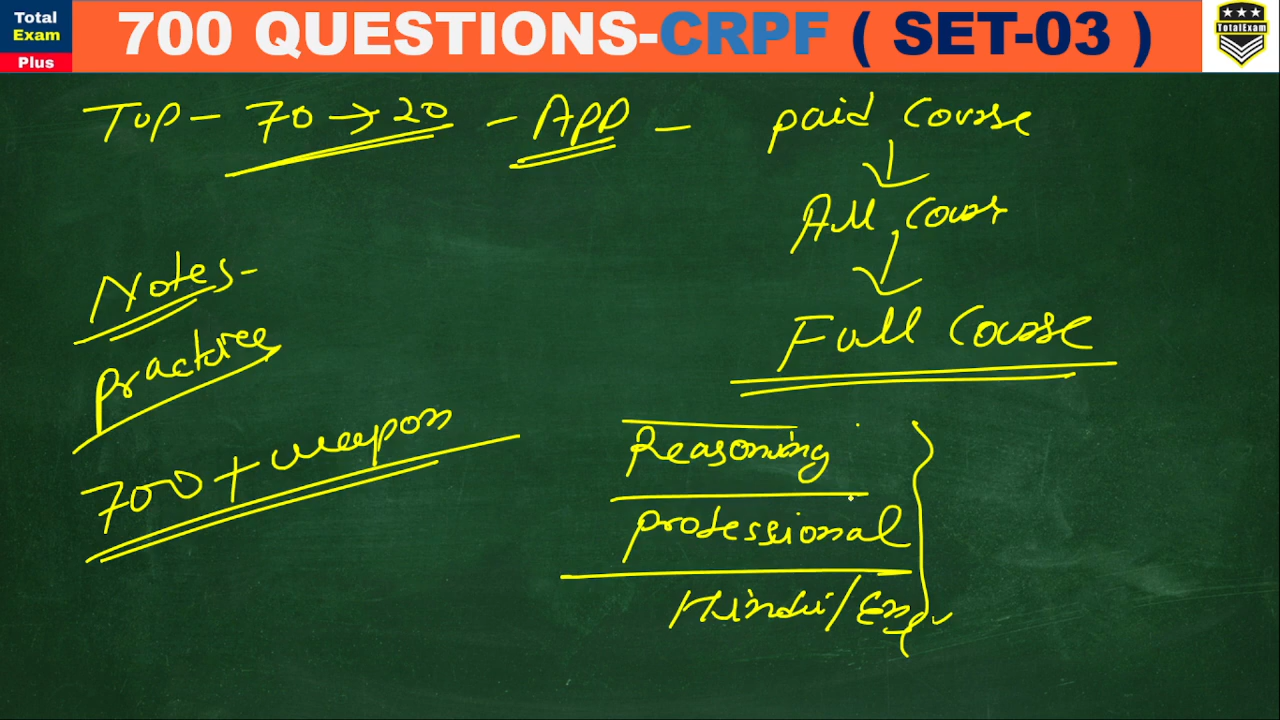 Total
Exam
Plus
700 QUESTIONS-CRPF ( SET-03 )
TotalExam
Top - 70 → 20 - APP - paid Course
All Cours
Full Course
Notes-
practice
700 + weapon
Reasoning
professional
Hindi/Eng